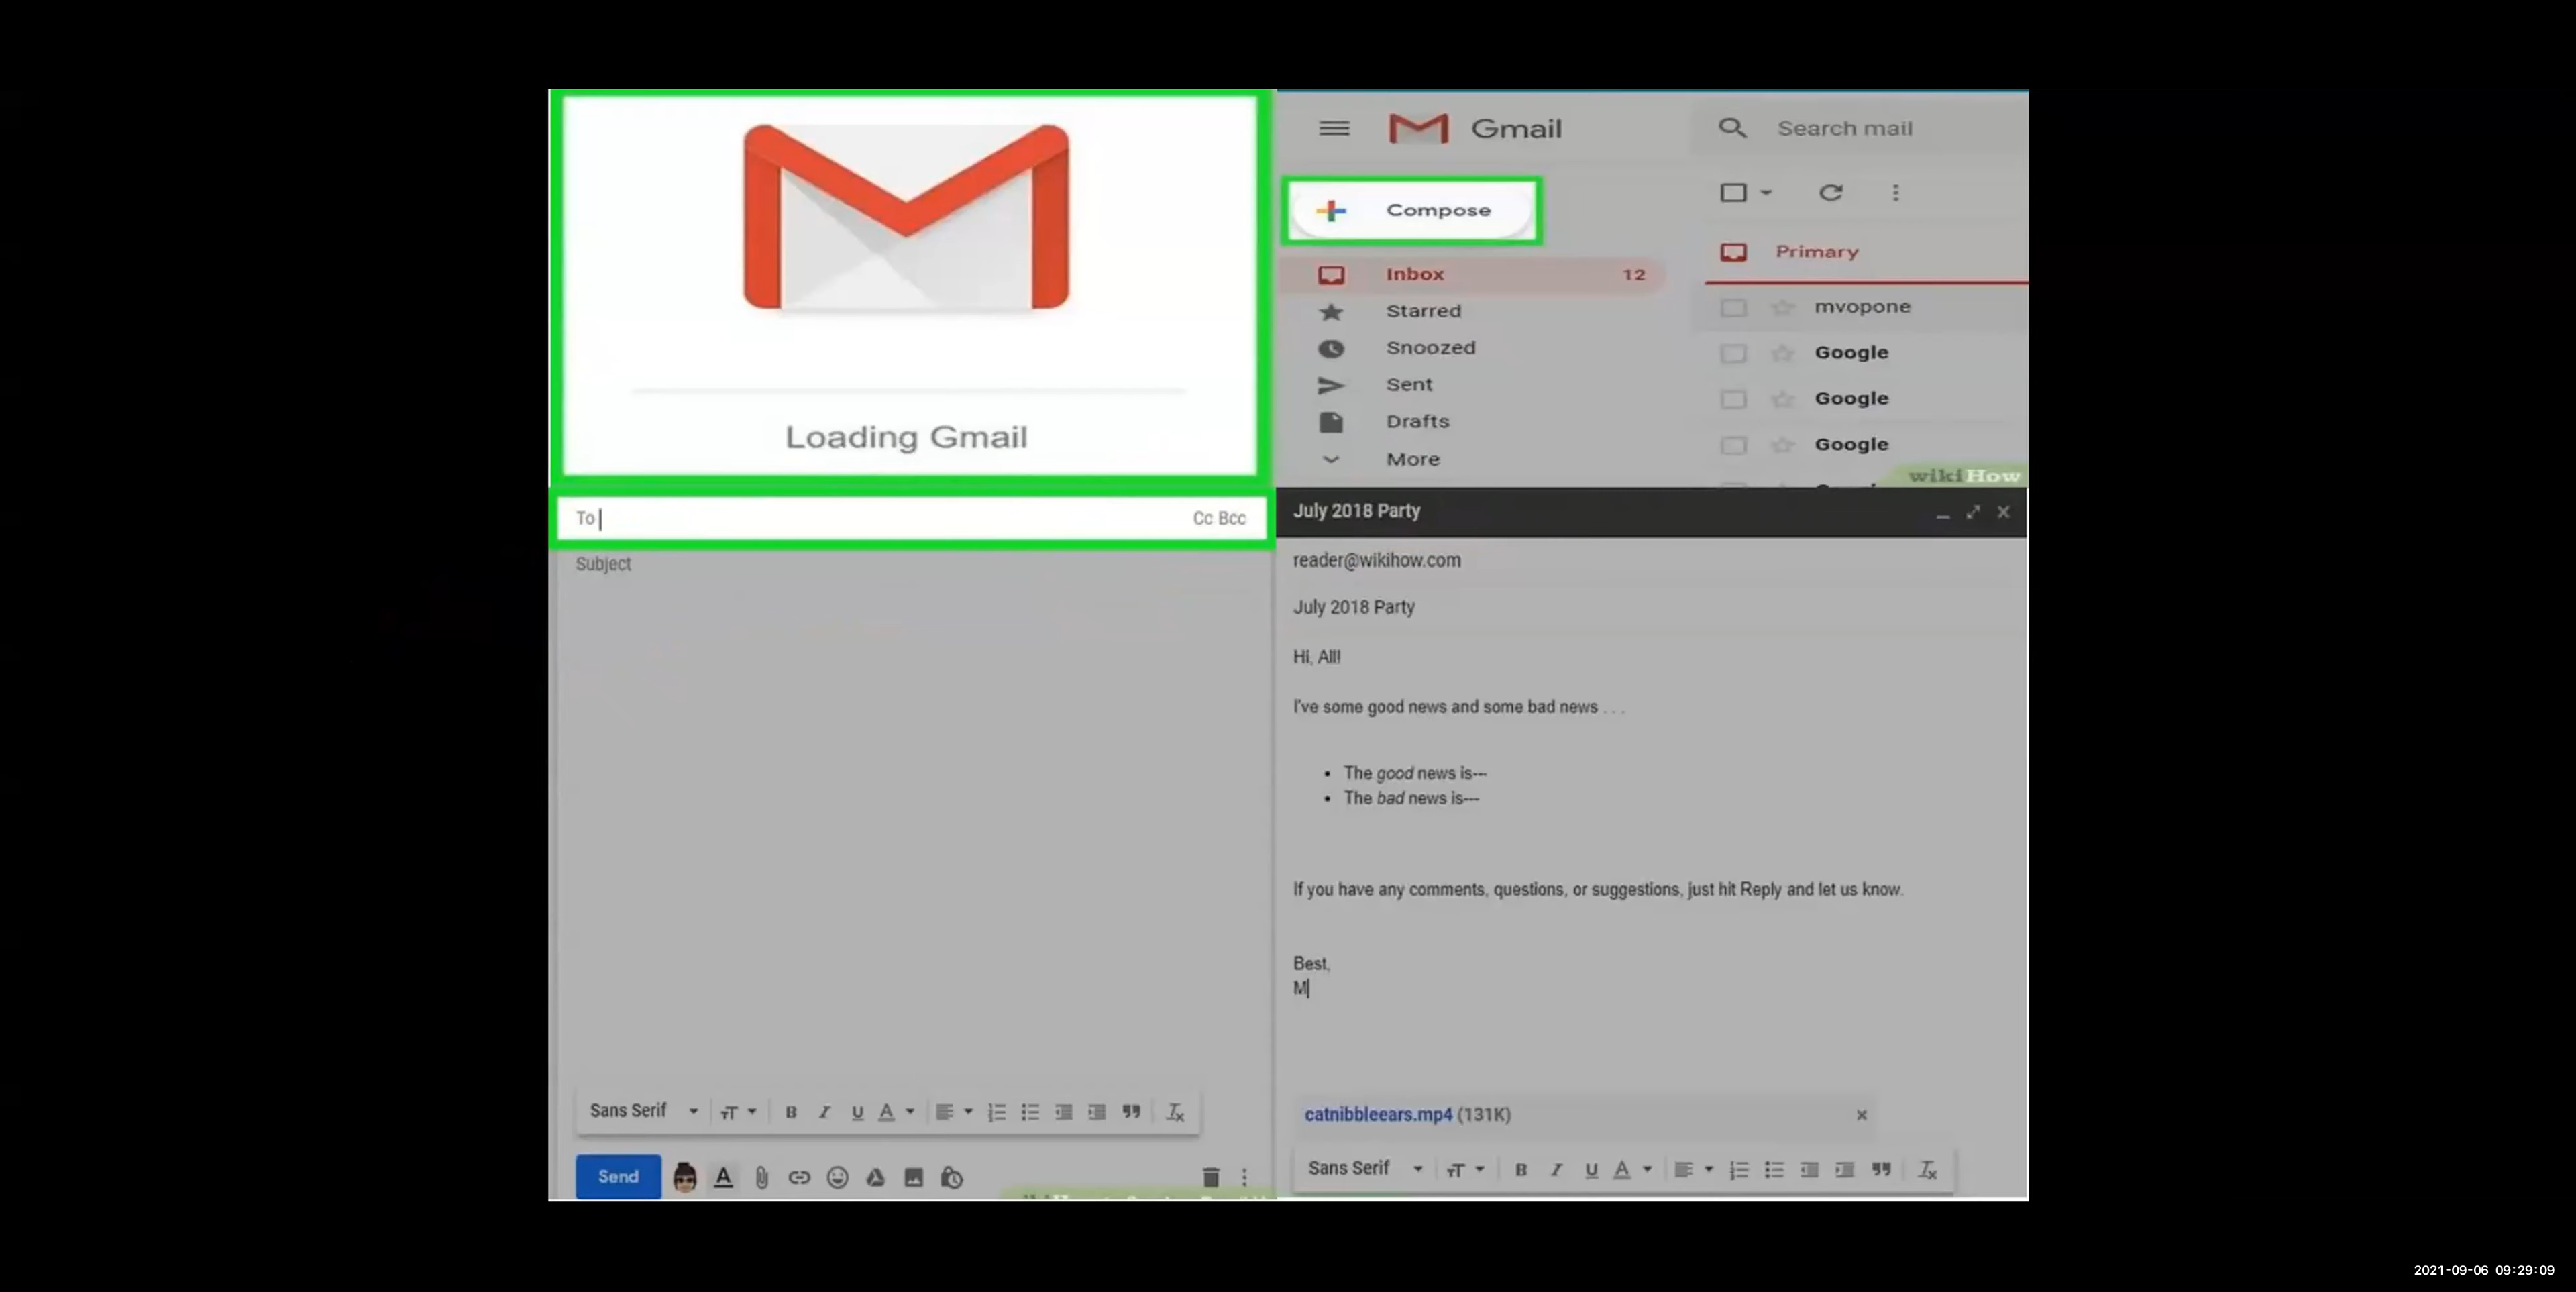 Loading Gmail
Gmail
Search mail
Compose
Primary
Inbox 12
Starred
Snoozed
Sent
Drafts
More
mvopone
Google
Google
Google
wikiHow
To Cc Bcc
Subject
Sans Serif
Send
July 2018 Party
reader@wikihow.com
July 2018 Party
Hi, All!
I've some good news and some bad news . . .
• The good news is---
• The bad news is---
If you have any comments, questions, or suggestions, just hit Reply and let us know.
Best,
M
catnibbleears.mp4 (131K)
Sans Serif
2021-09-06 09:29:09